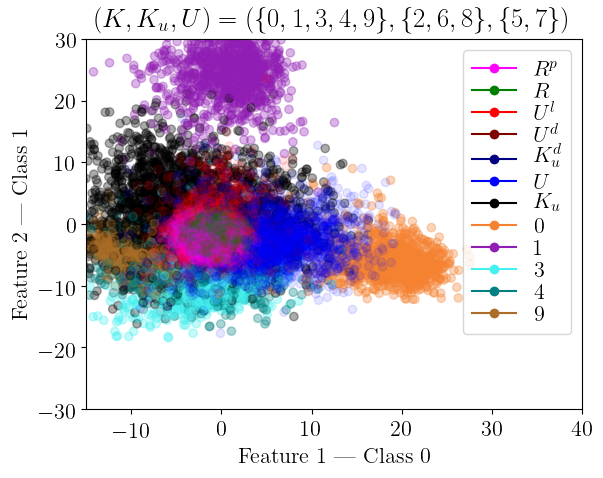 (K, K_u, U) = ({0, 1, 3, 4, 9}, {2, 6, 8}, {5, 7})
Feature 2 — Class 1
30
20
10
0
−10
−20
−30
−10
0
10
20
30
40
Feature 1 — Class 0
R^p
R
U^l
U^d
K_u^d
U
K_u
0
1
3
4
9